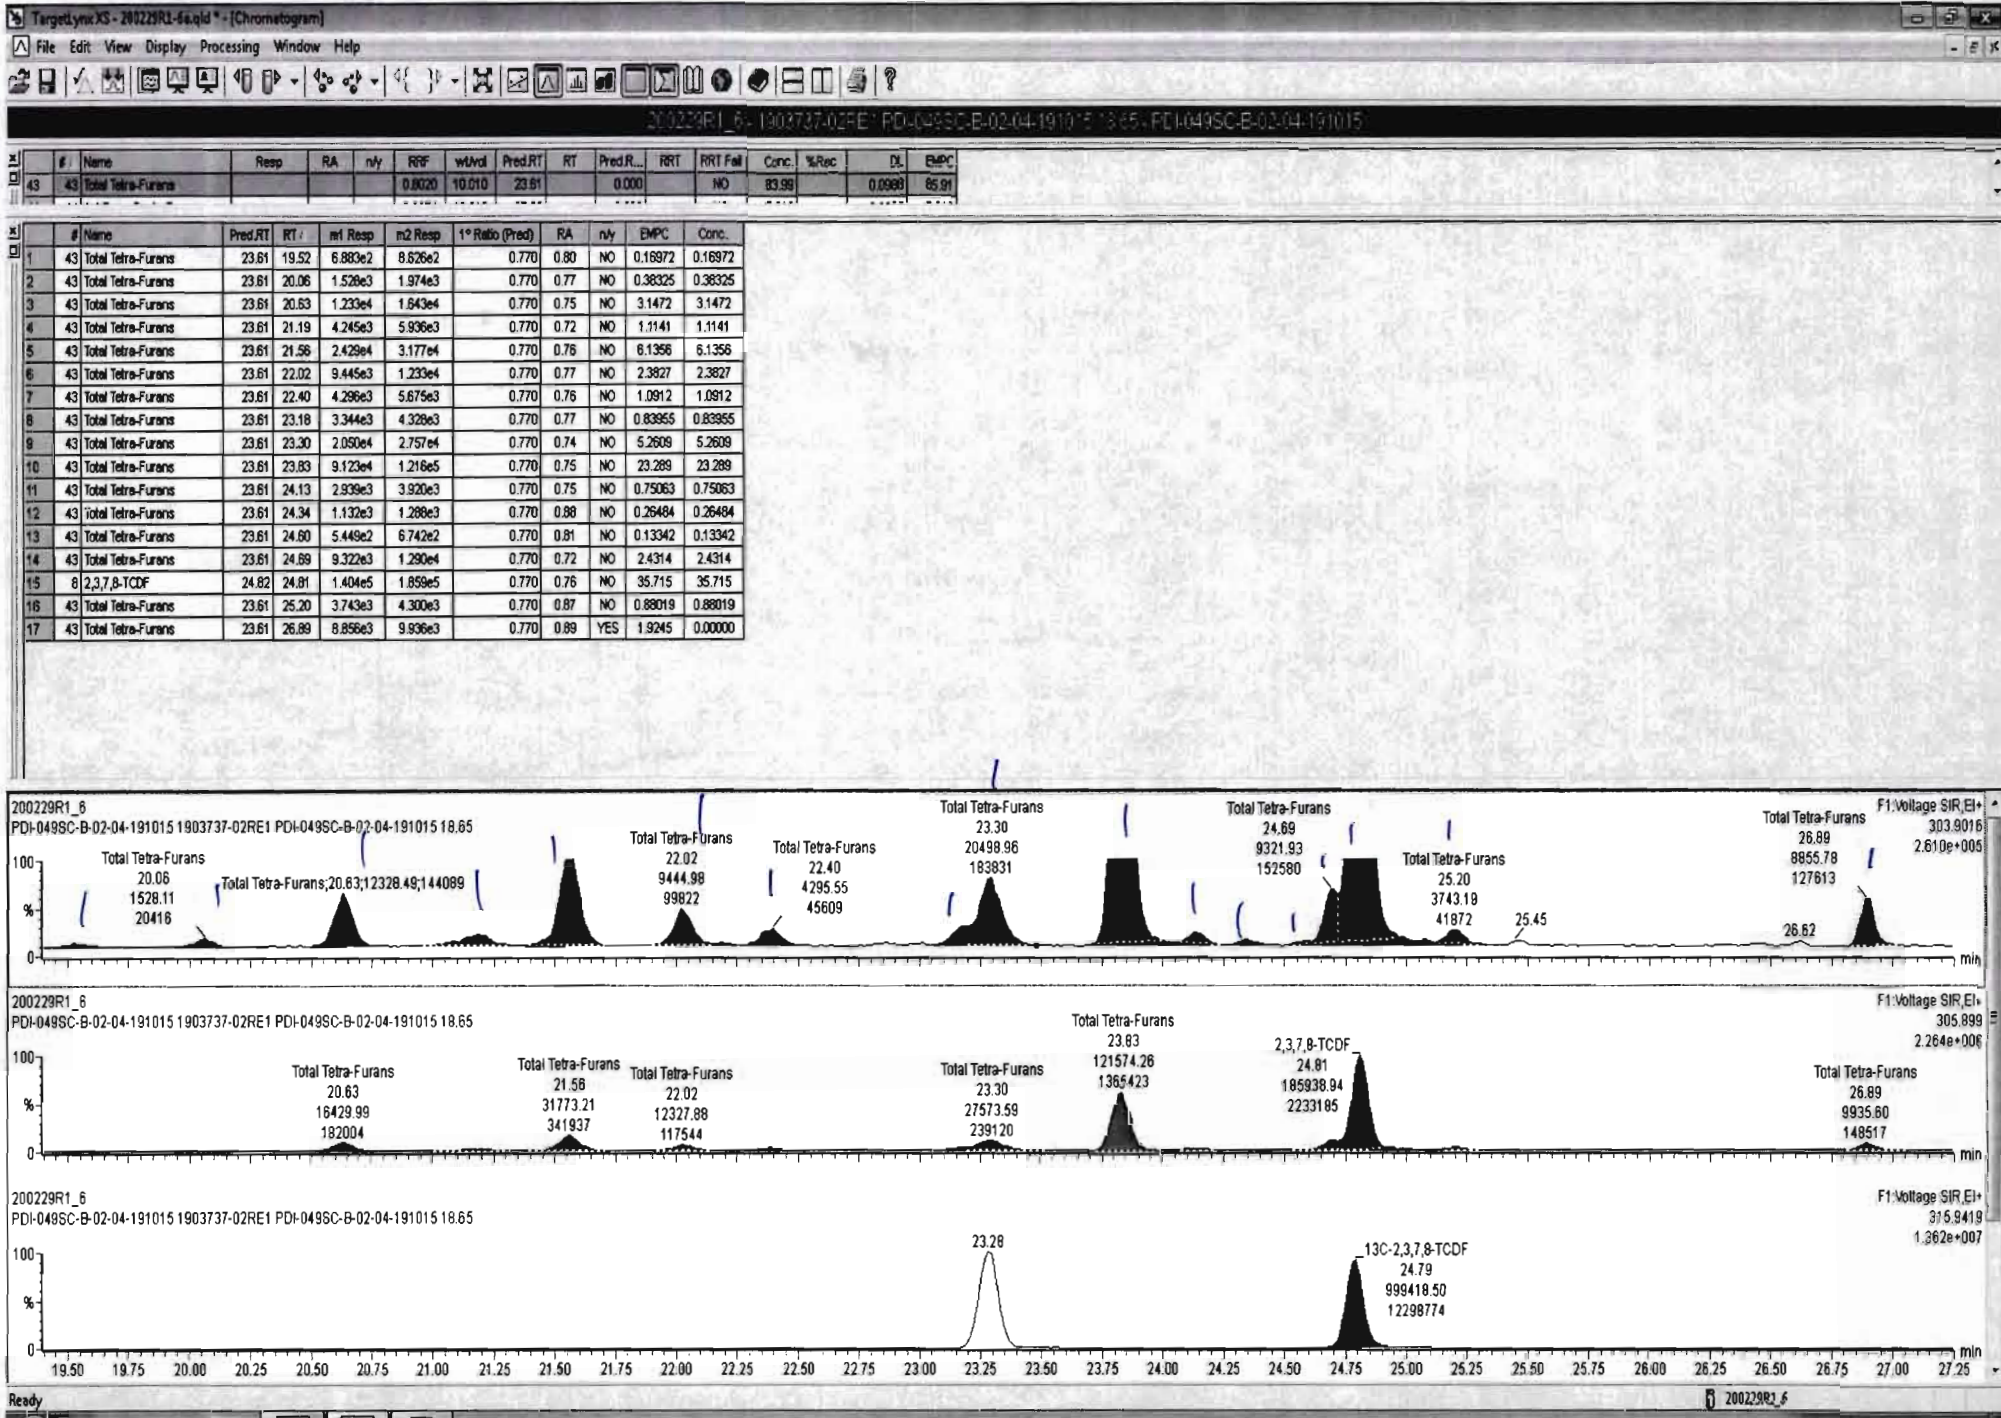 TargetLynx XS - 200229R1-6a.qld * - [Chromatogram]
File Edit View Display Processing Window Help
200229R1_6 - 1903737-02RE1 PDI-049SC-B-02-04-191015 18.65 - PDI-049SC-B-02-04-191015
# Name Resp RA n/y RRF wt/vol Pred.RT RT Pred.R... RRT RRT Fail Conc. %Rec DL EMPC
43 43 Total Tetra-Furans 0.8020 10.010 23.61 0.000 NO 83.99 0.0988 85.91
# Name Pred.RT RT m1 Resp m2 Resp 1° Ratio (Pred) RA n/y EMPC Conc.
1 43 Total Tetra-Furans 23.61 19.52 6.883e2 8.626e2 0.770 0.80 NO 0.16972 0.16972
2 43 Total Tetra-Furans 23.61 20.06 1.528e3 1.974e3 0.770 0.77 NO 0.38325 0.38325
3 43 Total Tetra-Furans 23.61 20.63 1.233e4 1.643e4 0.770 0.75 NO 3.1472 3.1472
4 43 Total Tetra-Furans 23.61 21.19 4.245e3 5.936e3 0.770 0.72 NO 1.1141 1.1141
5 43 Total Tetra-Furans 23.61 21.56 2.429e4 3.177e4 0.770 0.76 NO 6.1356 6.1356
6 43 Total Tetra-Furans 23.61 22.02 9.445e3 1.233e4 0.770 0.77 NO 2.3827 2.3827
7 43 Total Tetra-Furans 23.61 22.40 4.296e3 5.675e3 0.770 0.76 NO 1.0912 1.0912
8 43 Total Tetra-Furans 23.61 23.18 3.344e3 4.328e3 0.770 0.77 NO 0.83955 0.83955
9 43 Total Tetra-Furans 23.61 23.30 2.050e4 2.757e4 0.770 0.74 NO 5.2609 5.2609
10 43 Total Tetra-Furans 23.61 23.83 9.123e4 1.216e5 0.770 0.75 NO 23.289 23.289
11 43 Total Tetra-Furans 23.61 24.13 2.939e3 3.920e3 0.770 0.75 NO 0.75063 0.75063
12 43 Total Tetra-Furans 23.61 24.34 1.132e3 1.288e3 0.770 0.88 NO 0.26484 0.26484
13 43 Total Tetra-Furans 23.61 24.60 5.449e2 6.742e2 0.770 0.81 NO 0.13342 0.13342
14 43 Total Tetra-Furans 23.61 24.69 9.322e3 1.290e4 0.770 0.72 NO 2.4314 2.4314
15 8 2,3,7,8-TCDF 24.82 24.81 1.404e5 1.859e5 0.770 0.76 NO 35.715 35.715
16 43 Total Tetra-Furans 23.61 25.20 3.743e3 4.300e3 0.770 0.87 NO 0.88019 0.88019
17 43 Total Tetra-Furans 23.61 26.89 8.856e3 9.936e3 0.770 0.89 YES 1.9245 0.00000
200229R1_6
PDI-049SC-B-02-04-191015 1903737-02RE1 PDI-049SC-B-02-04-191015 18.65
F1:Voltage SIR,EI+
303.9016
2.610e+005
Total Tetra-Furans
20.06
1528.11
20416
Total Tetra-Furans;20.63;12328.49;144089
Total Tetra-Furans
22.02
9444.98
99822
Total Tetra-Furans
22.40
4295.55
45609
Total Tetra-Furans
23.30
20498.96
183831
Total Tetra-Furans
24.69
9321.93
152580
Total Tetra-Furans
25.20
3743.19
41872
25.45
26.62
Total Tetra-Furans
26.89
8855.78
127613
100
%
0
min
200229R1_6
PDI-049SC-B-02-04-191015 1903737-02RE1 PDI-049SC-B-02-04-191015 18.65
F1:Voltage SIR,EI+
305.899
2.264e+006
Total Tetra-Furans
20.63
16429.99
182004
Total Tetra-Furans
21.56
31773.21
341937
Total Tetra-Furans
22.02
12327.88
117544
Total Tetra-Furans
23.30
27573.59
239120
Total Tetra-Furans
23.83
121574.26
1365423
2,3,7,8-TCDF
24.81
185938.94
2233185
Total Tetra-Furans
26.89
9935.60
148517
100
%
0
min
200229R1_6
PDI-049SC-B-02-04-191015 1903737-02RE1 PDI-049SC-B-02-04-191015 18.65
F1:Voltage SIR,EI+
315.9419
1.362e+007
23.28
_13C-2,3,7,8-TCDF
24.79
999418.50
12298774
100
%
0
min
19.50 19.75 20.00 20.25 20.50 20.75 21.00 21.25 21.50 21.75 22.00 22.25 22.50 22.75 23.00 23.25 23.50 23.75 24.00 24.25 24.50 24.75 25.00 25.25 25.50 25.75 26.00 26.25 26.50 26.75 27.00 27.25
Ready 200229R1_6